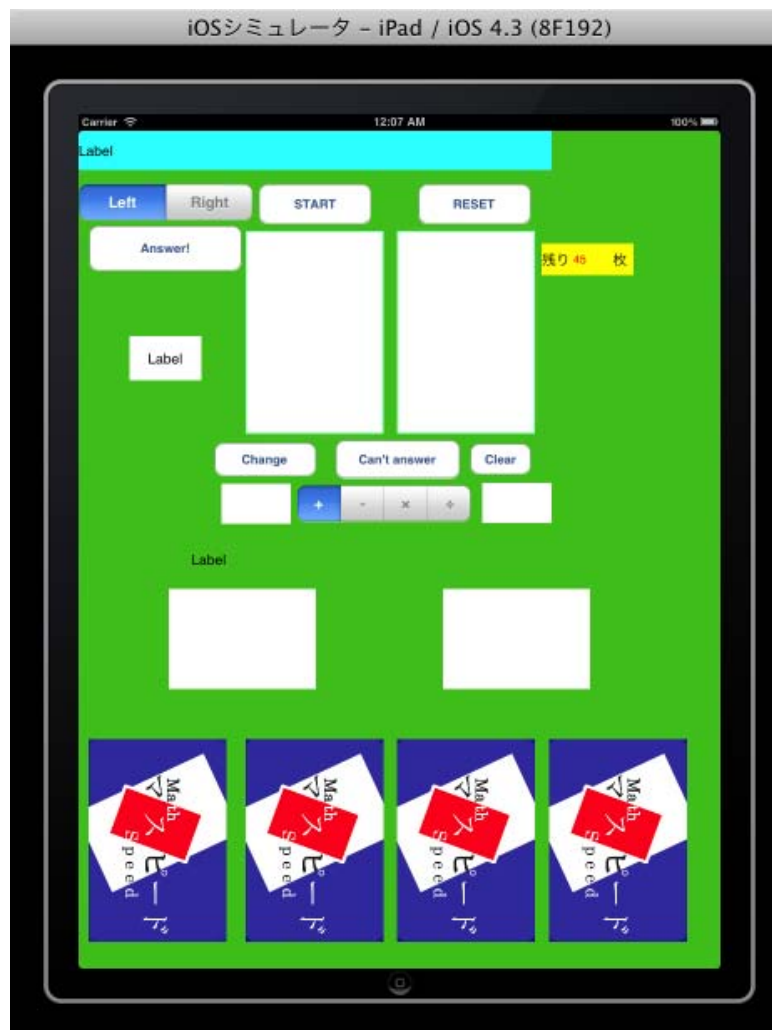 iOSシミュレータ – iPad / iOS 4.3 (8F192)
Carrier 12:07 AM 100%
Label
Left Right START RESET
Answer!
残り 45 枚
Label
Change Can't answer Clear
+ - × ÷
Label
Math
マスピード
Speed
Math
マスピード
Speed
Math
マスピード
Speed
Math
マスピード
Speed